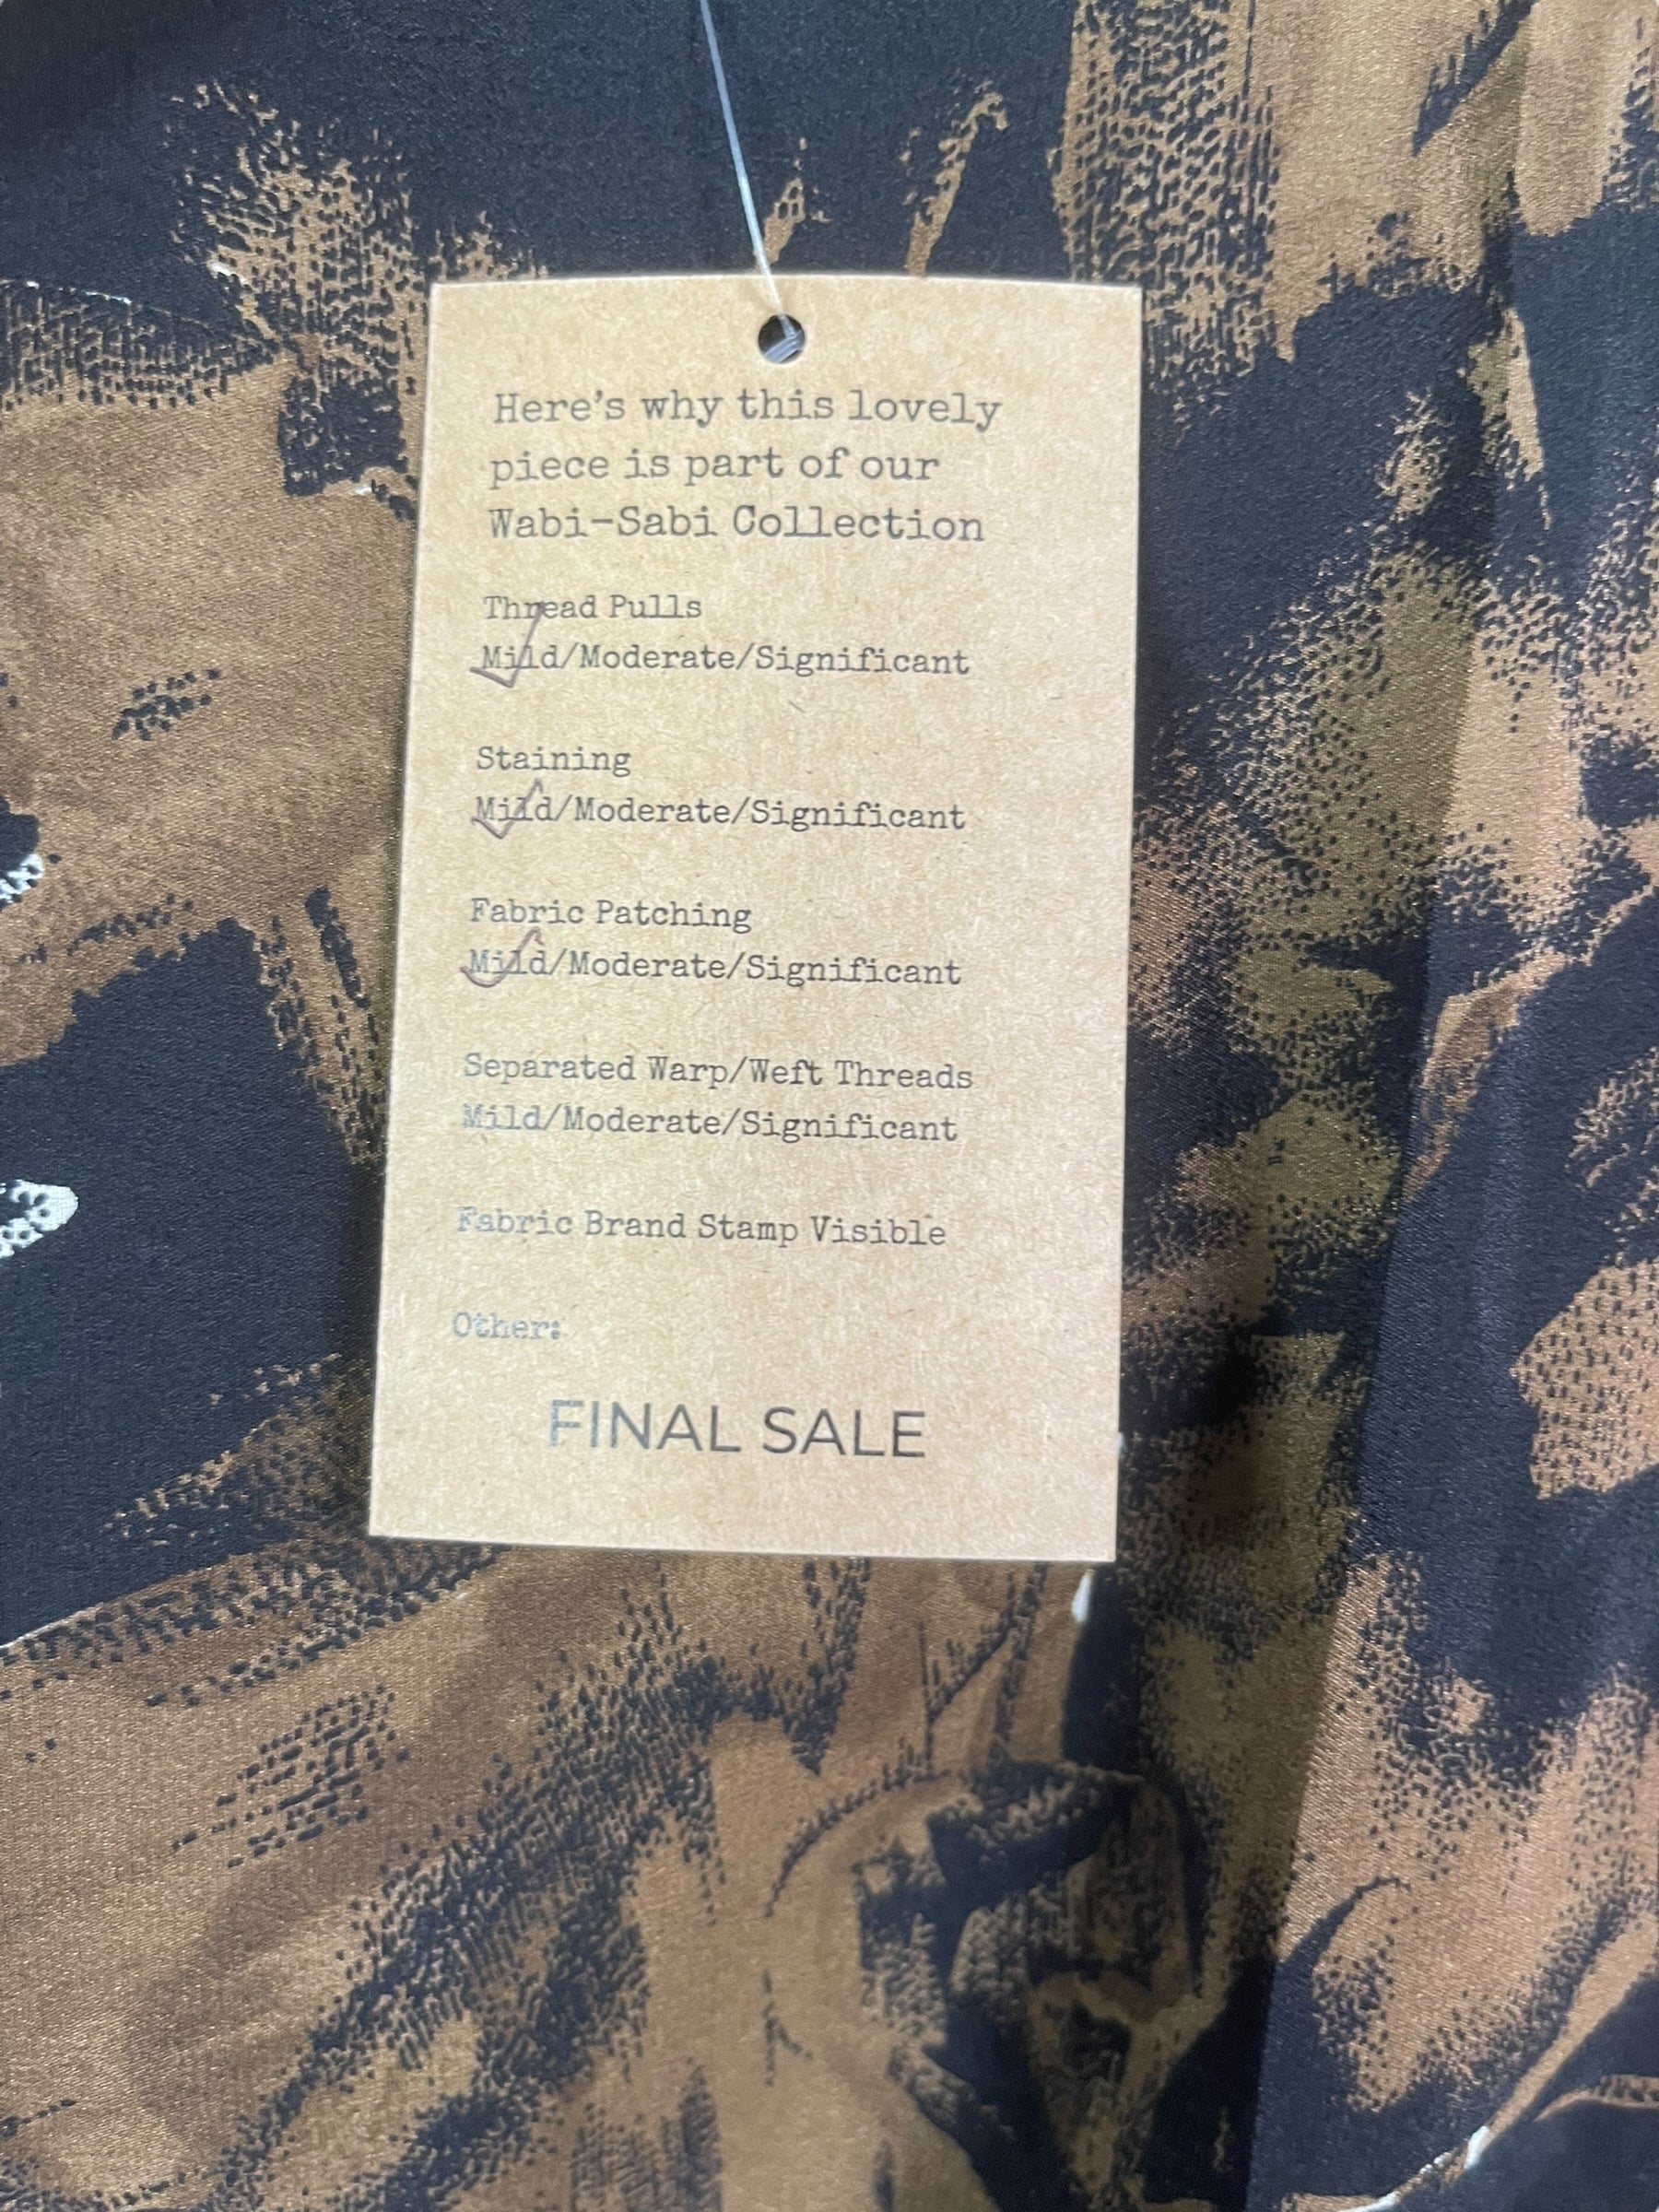 Here's why this lovely
piece is part of our
Wabi-Sabi Collection
Thread Pulls
Mild/Moderate/Significant
Staining
Mild/Moderate/Significant
Fabric Patching
Mild/Moderate/Significant
Separated Warp/Weft Threads
Mild/Moderate/Significant
Fabric Brand Stamp Visible
Other:
FINAL SALE